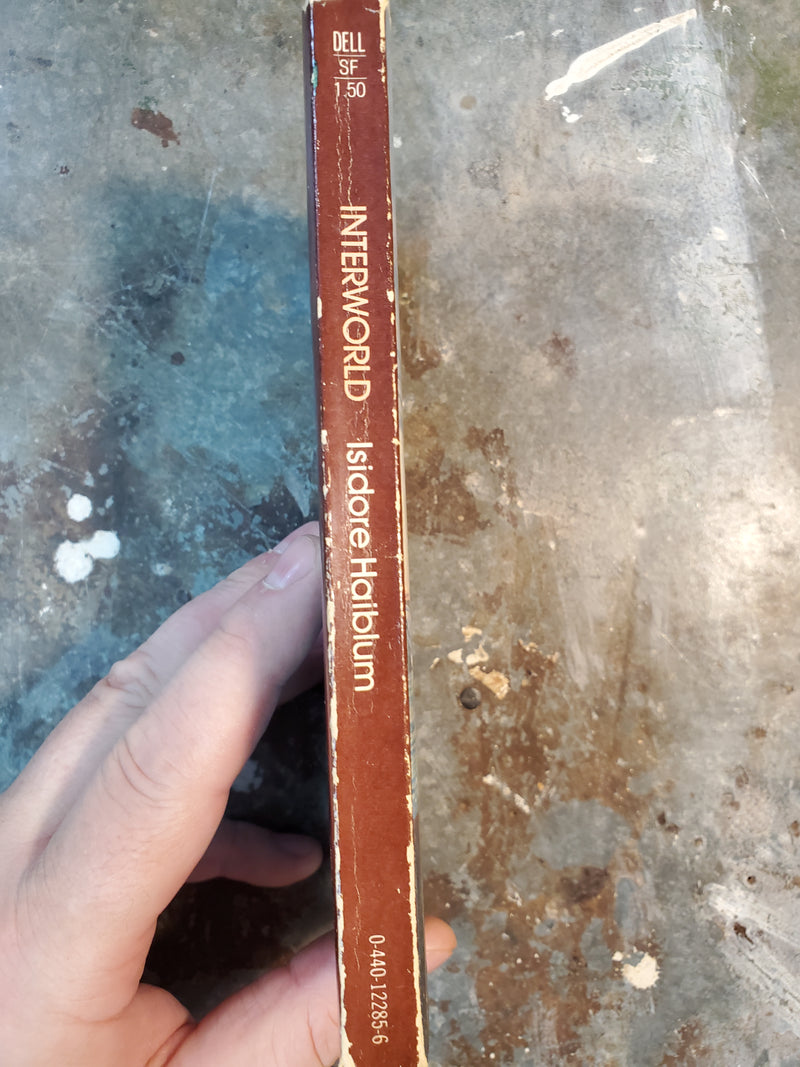 DELL
SF
1.50
INTERWORLD Isidore Haiblum
0-440-12285-6